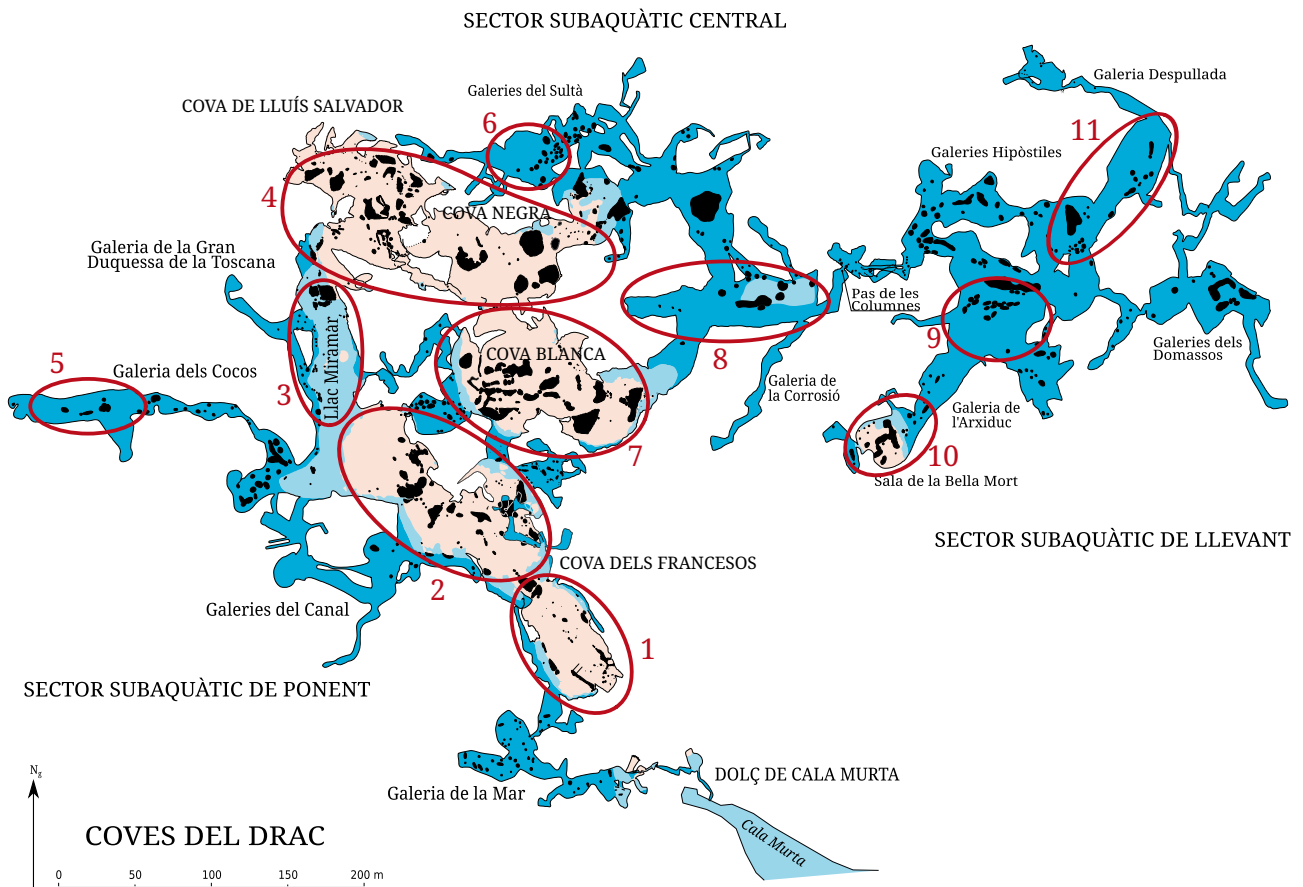 SECTOR SUBAQUÀTIC CENTRAL
Galeria Despullada
Galeries del Sultà
COVA DE LLUÍS SALVADOR
6
11
Galeries Hipòstiles
4
COVA NEGRA
Galeria de la Gran
Duquessa de la Toscana
Pas de les
Columnes
Llac Miramar
9
Galeries dels
Domassos
COVA BLANCA
8
5
Galeria dels Cocos
3
Galeria de
la Corrosió
Galeria de
l'Arxiduc
7
10
Sala de la Bella Mort
SECTOR SUBAQUÀTIC DE LLEVANT
COVA DELS FRANCESOS
2
Galeries del Canal
1
SECTOR SUBAQUÀTIC DE PONENT
Ng
DOLÇ DE CALA MURTA
Galeria de la Mar
Cala Murta
COVES DEL DRAC
0 50 100 150 200 m